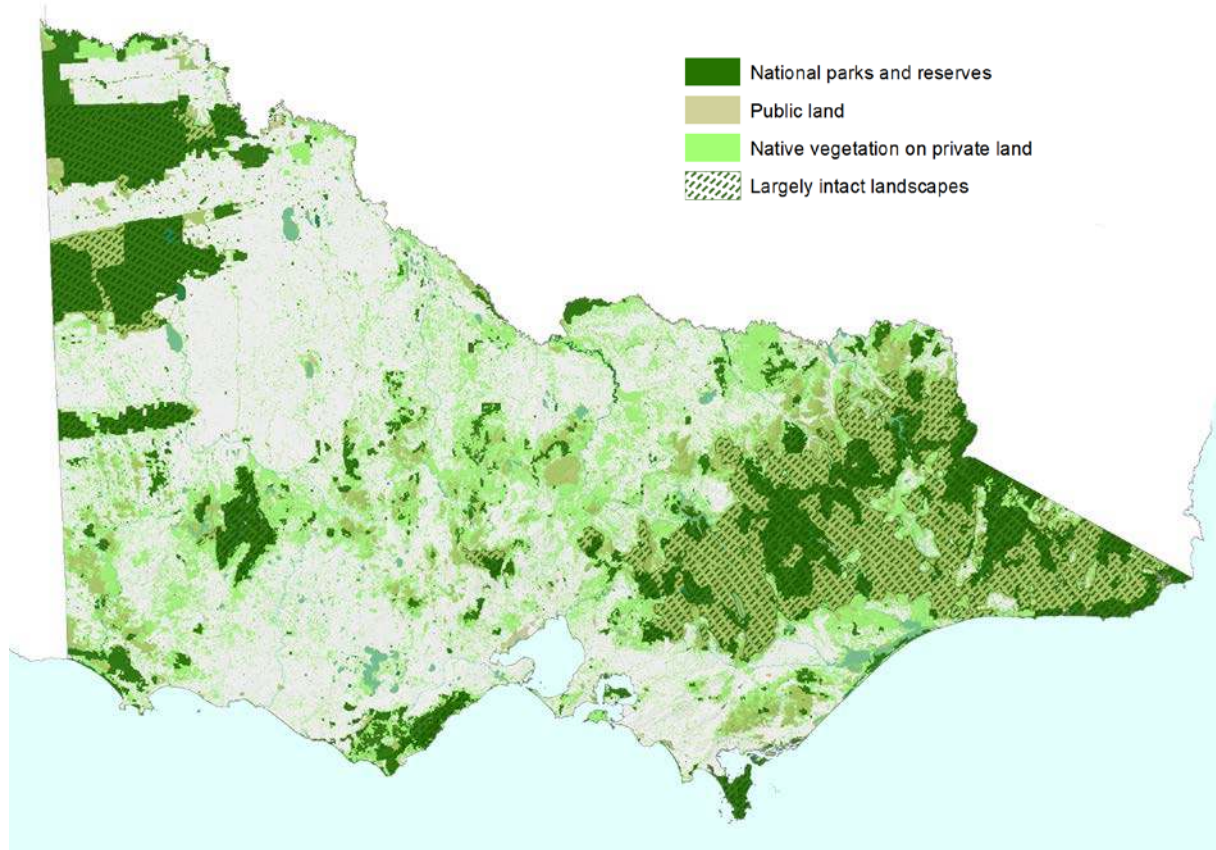 National parks and reserves
Public land
Native vegetation on private land
Largely intact landscapes